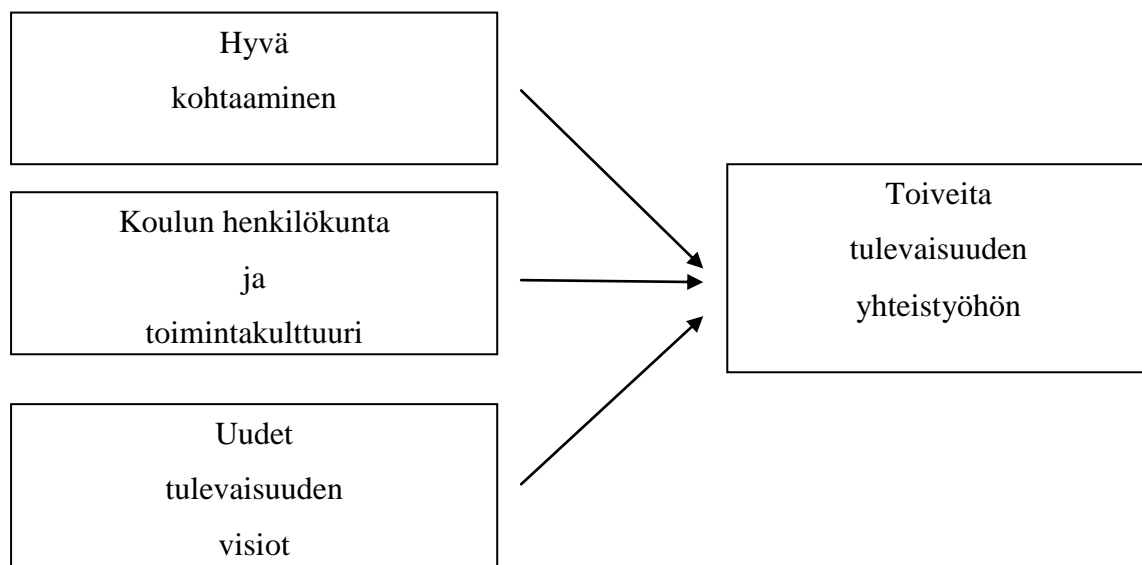 Hyvä
kohtaaminen
Koulun henkilökunta
ja
toimintakulttuuri
Uudet
tulevaisuuden
visiot
Toiveita
tulevaisuuden
yhteistyöhön